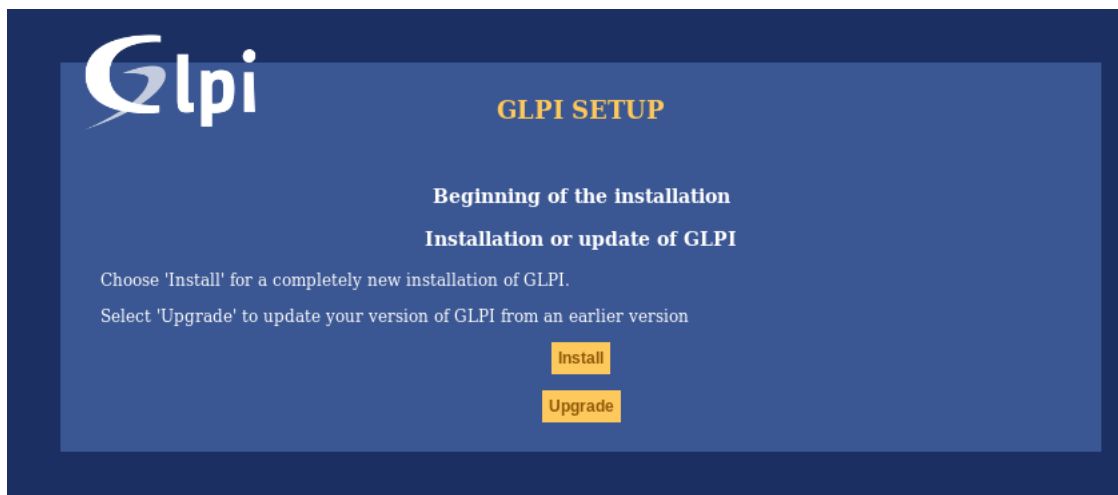 Glpi
GLPI SETUP
Beginning of the installation
Installation or update of GLPI
Choose 'Install' for a completely new installation of GLPI.
Select 'Upgrade' to update your version of GLPI from an earlier version
Install
Upgrade